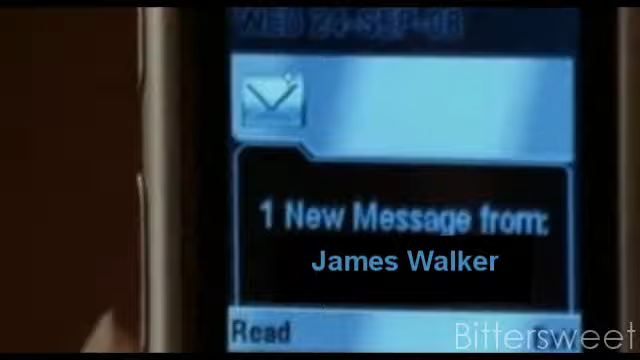 WED 24-SEP-08
1 New Message from:
James Walker
Read
Bittersweet